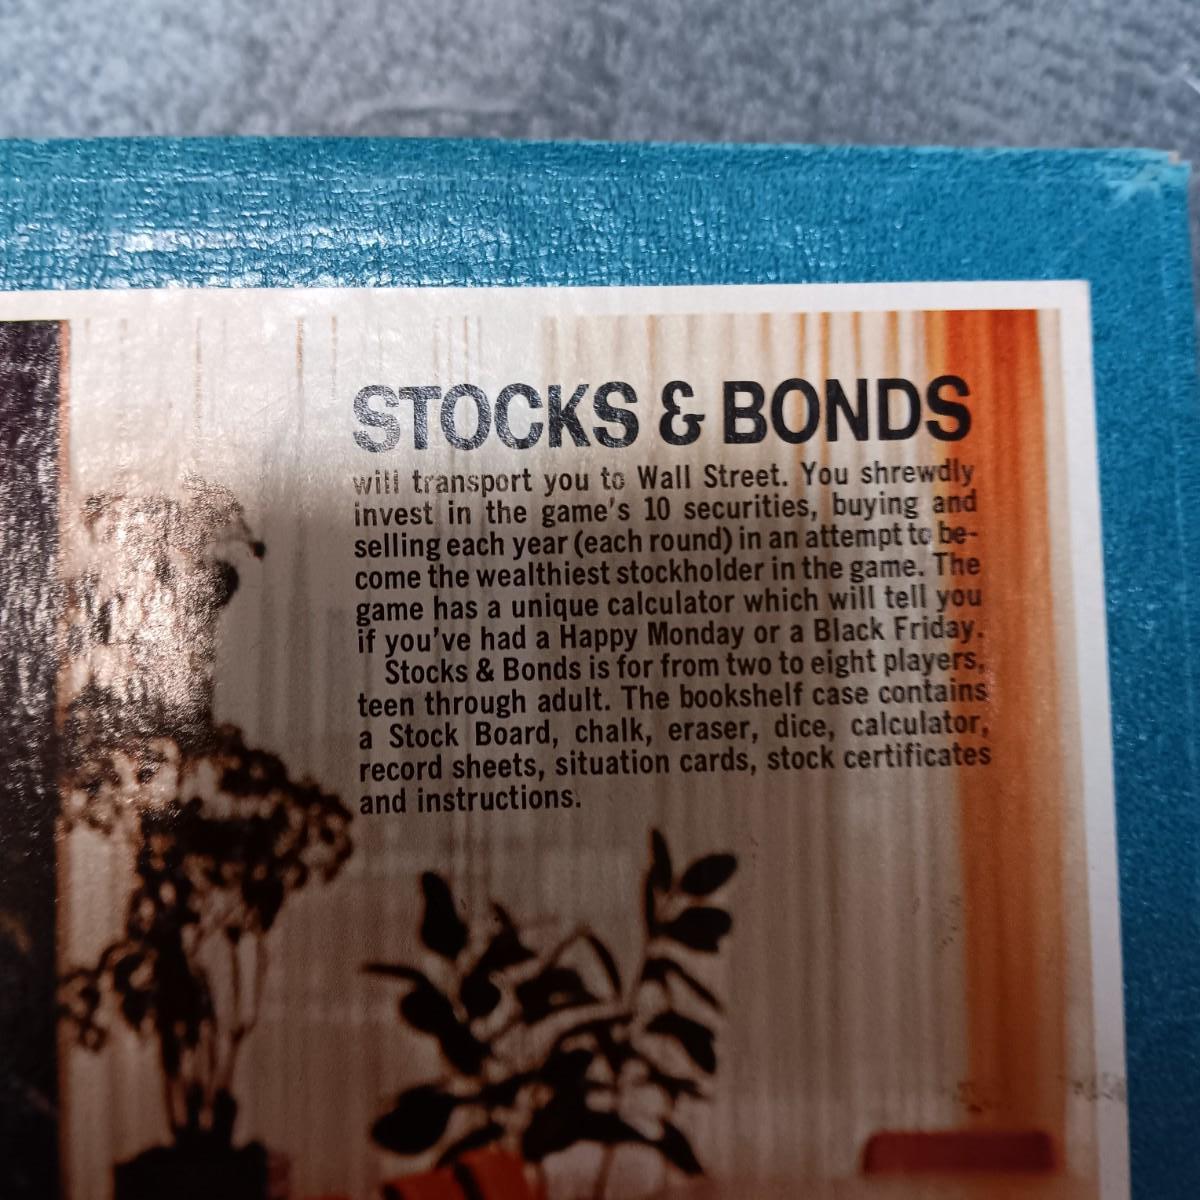 STOCKS & BONDS
will transport you to Wall Street. You shrewdly
invest in the game's 10 securities, buying and
selling each year (each round) in an attempt to be-
come the wealthiest stockholder in the game. The
game has a unique calculator which will tell you
if you've had a Happy Monday or a Black Friday.
Stocks & Bonds is for from two to eight players,
teen through adult. The bookshelf case contains
a Stock Board, chalk, eraser, dice, calculator,
record sheets, situation cards, stock certificates
and instructions.